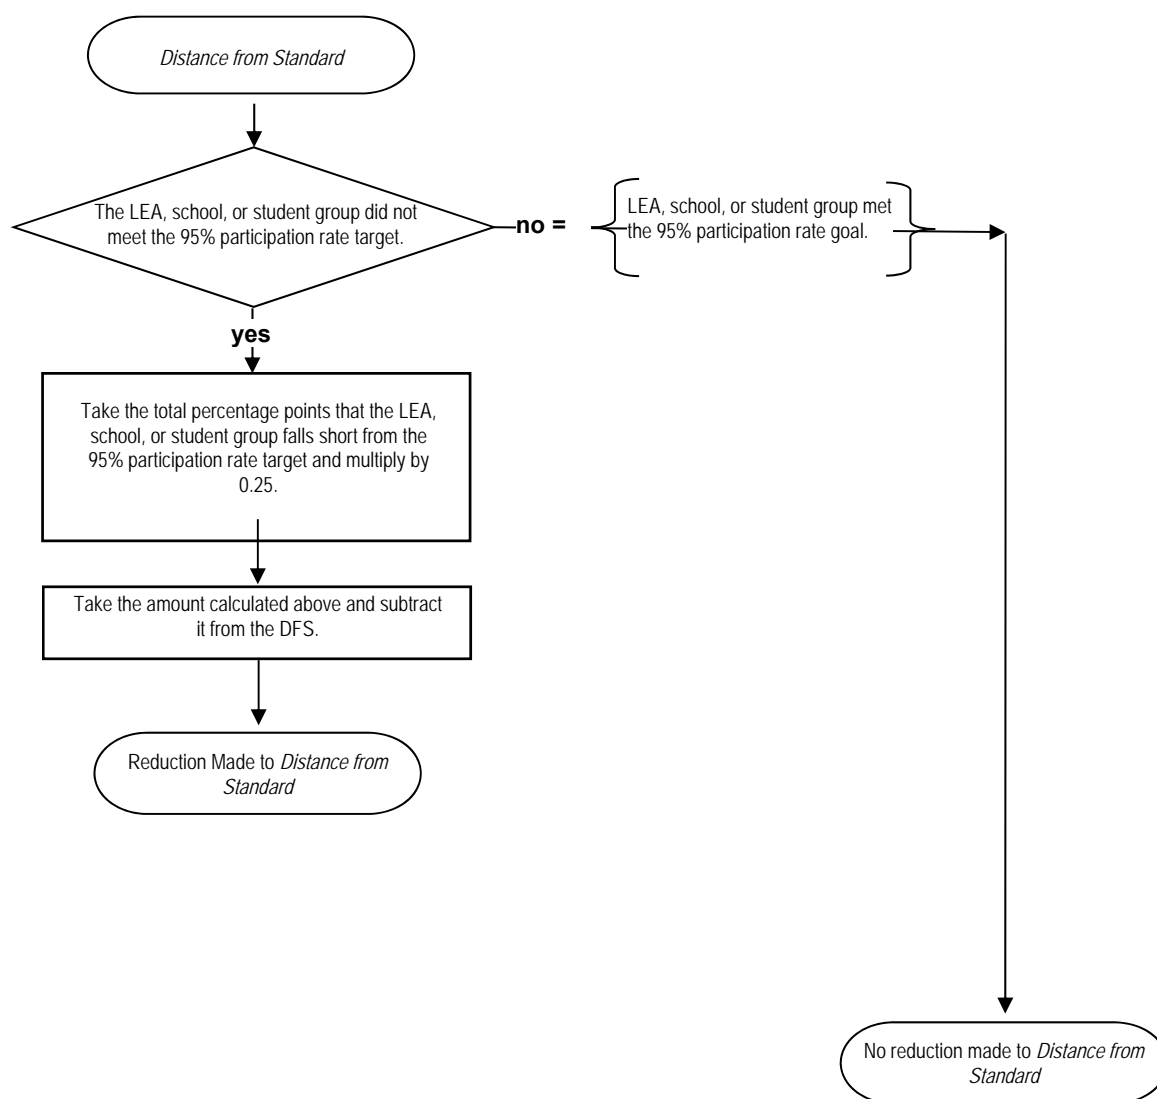 Distance from Standard
The LEA, school, or student group did not
meet the 95% participation rate target.
no =
LEA, school, or student group met
the 95% participation rate goal.
yes
Take the total percentage points that the LEA,
school, or student group falls short from the
95% participation rate target and multiply by
0.25.
Take the amount calculated above and subtract
it from the DFS.
Reduction Made to Distance from
Standard
No reduction made to Distance from
Standard